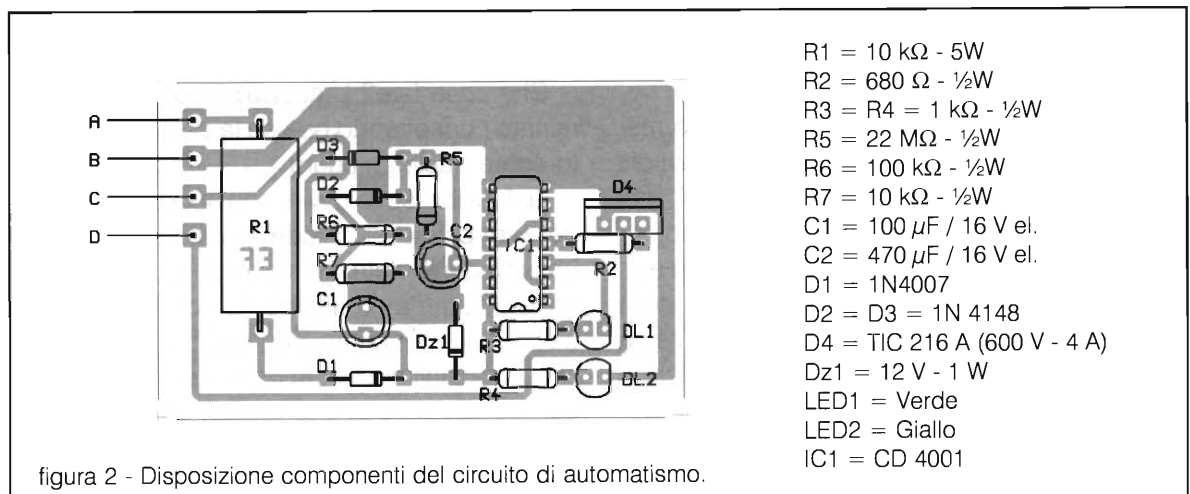 A
B
C
D
R1
33
D3
D2
R6
R7
C1
D1
R5
C2
Dz1
IC1
R3
R4
D4
R2
DL1
DL2
R1 = 10 kΩ - 5W
R2 = 680 Ω - ½W
R3 = R4 = 1 kΩ - ½W
R5 = 22 MΩ - ½W
R6 = 100 kΩ - ½W
R7 = 10 kΩ - ½W
C1 = 100 μF / 16 V el.
C2 = 470 μF / 16 V el.
D1 = 1N4007
D2 = D3 = 1N 4148
D4 = TIC 216 A (600 V - 4 A)
Dz1 = 12 V - 1 W
LED1 = Verde
LED2 = Giallo
IC1 = CD 4001
figura 2 - Disposizione componenti del circuito di automatismo.